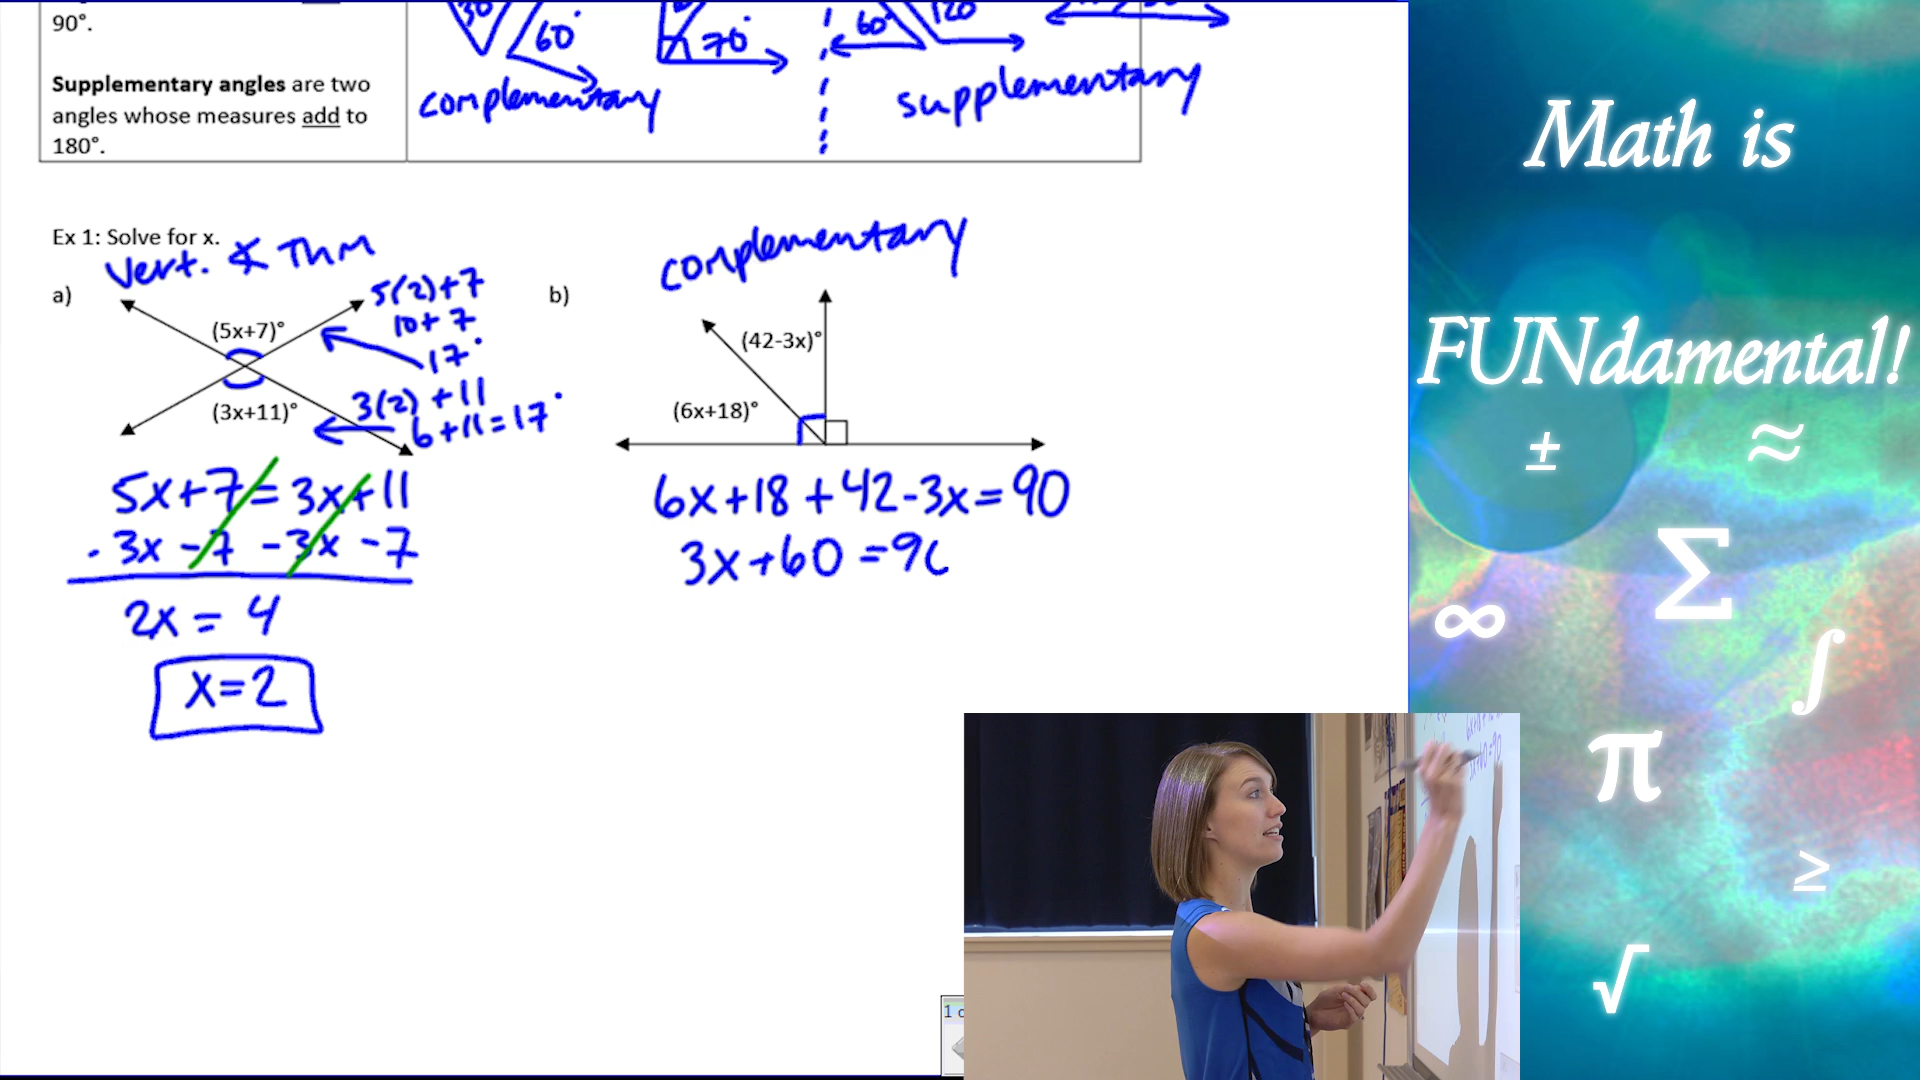 90°.
30°
60°
70°
60°
120°
Supplementary angles are two
angles whose measures add to
180°.
complementary
supplementary
Ex 1: Solve for x.
Vert. ∡ Thm
a)
(5x+7)°
(3x+11)°
5(2)+7
10+7
17°
3(2)+11
6+11=17°
5x+7=3x+11
-3x -7 -3x -7
2x = 4
x=2
b)
complementary
(42-3x)°
(6x+18)°
6x+18+42-3x=90
3x+60=90
Math is
FUNdamental!
± ≈
Σ
∞
∫
π
≥
√